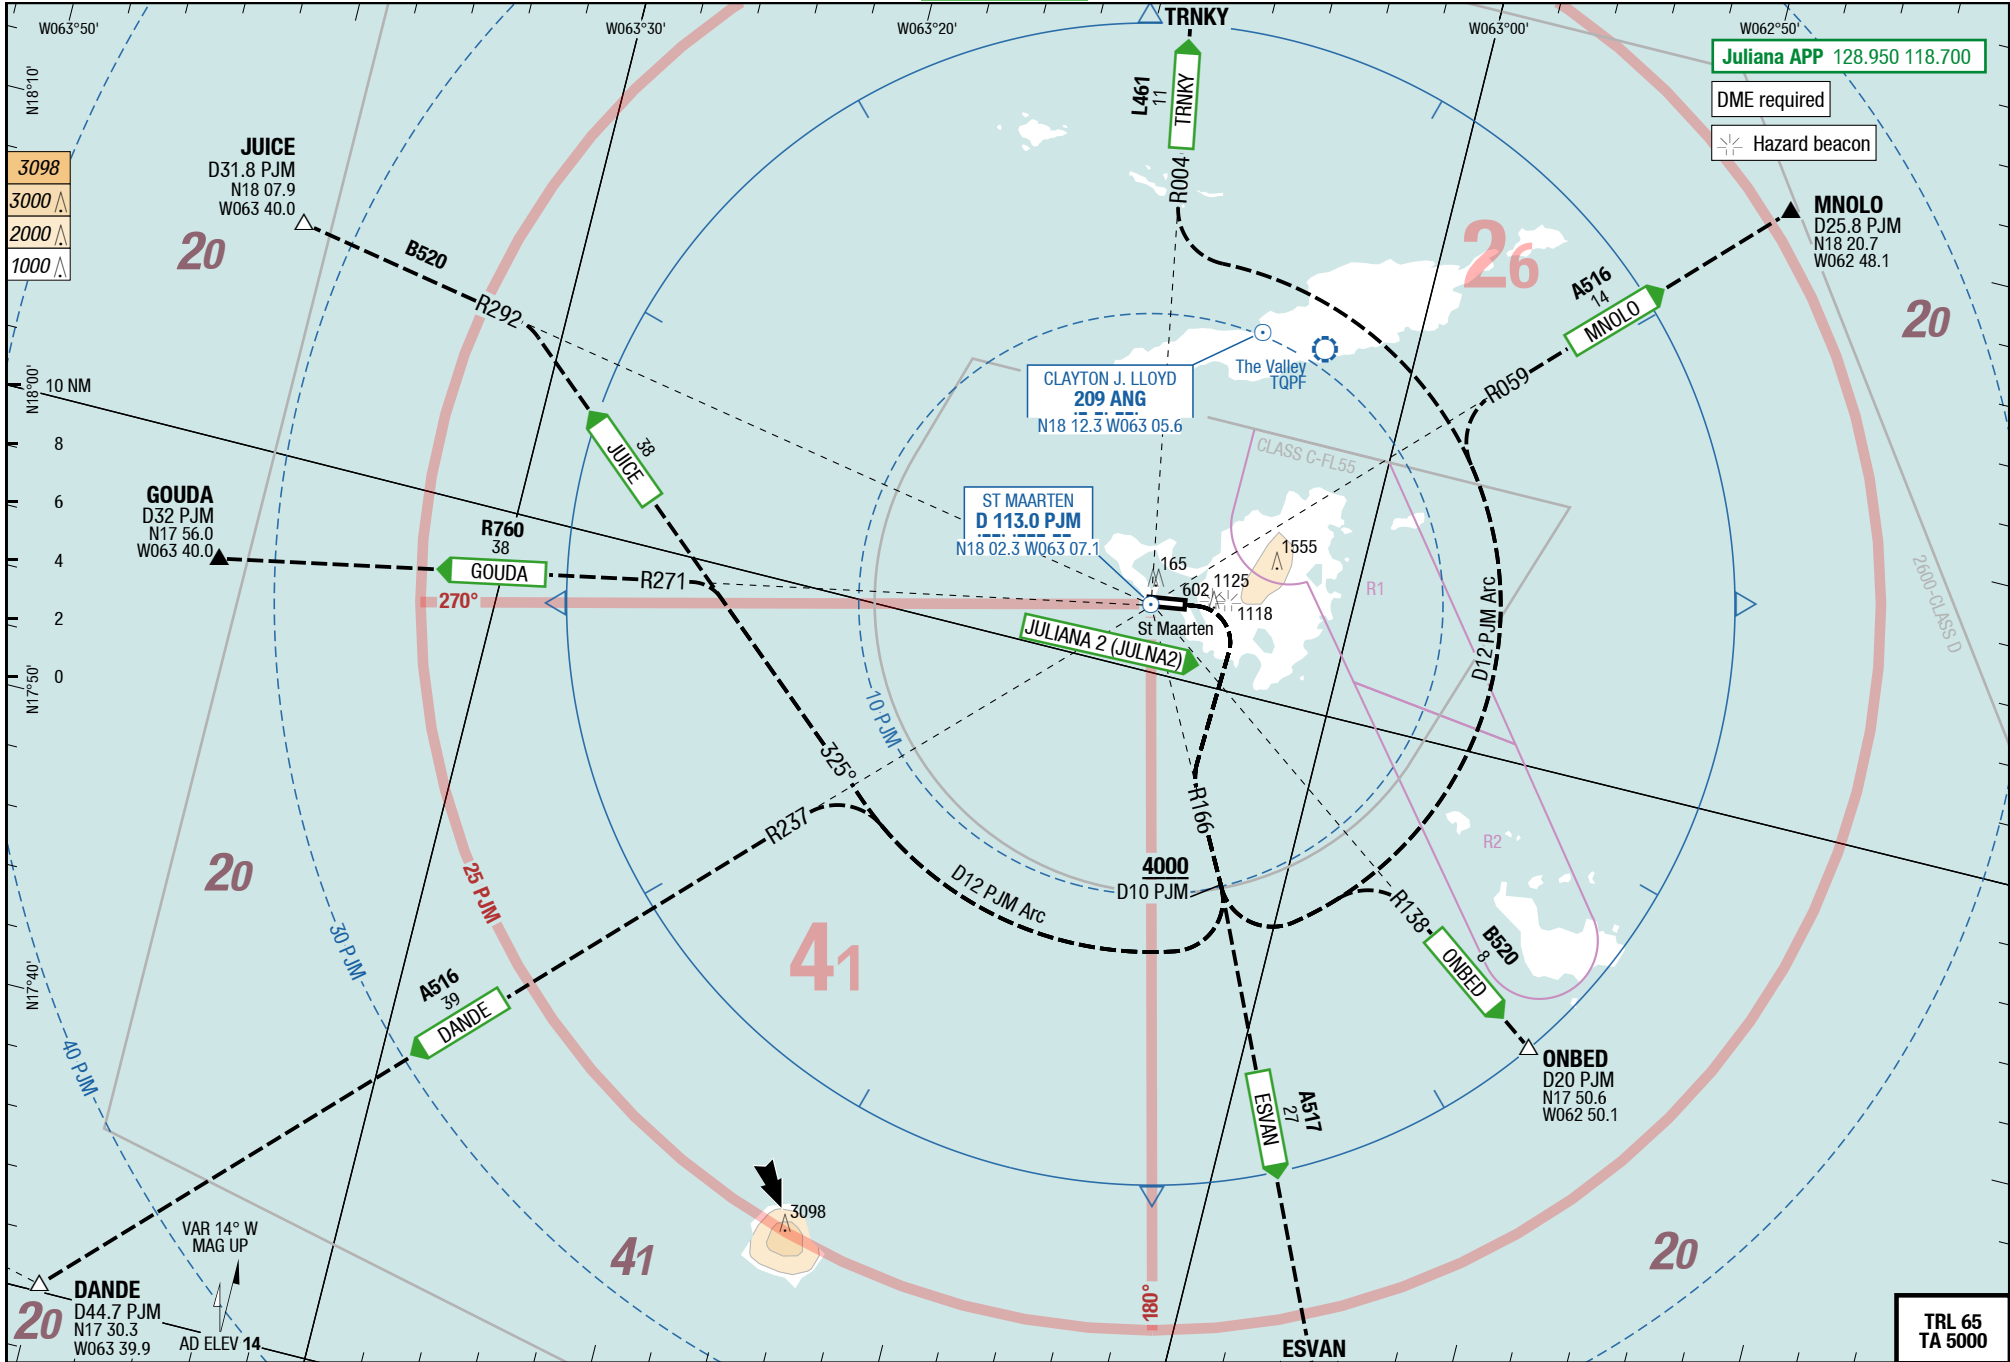 W063°50'
W063°30'
W063°20'
TRNKY
W063°00'
W062°50'
Juliana APP 128.950 118.700
DME required
Hazard beacon
N18°10'
3098
3000
2000
1000
JUICE
D31.8 PJM
N18 07.9
W063 40.0
20
B520
R292
L461
11
TRNKY
R004
26
MNOLO
D25.8 PJM
N18 20.7
W062 48.1
A516
14
MNOLO
R059
20
N18°00'
10 NM
8
6
4
2
0
N17°50'
CLAYTON J. LLOYD
209 ANG
N18 12.3 W063 05.6
The Valley
TQPF
CLASS C-FL55
JUICE
38
GOUDA
D32 PJM
N17 56.0
W063 40.0
R760
38
GOUDA
R271
270°
ST MAARTEN
D 113.0 PJM
N18 02.3 W063 07.1
165
1555
602
1125
1118
St Maarten
JULIANA 2 (JULNA2)
R1
D12 PJM Arc
2600-CLASS D
10 PJM
325°
R237
R166
R2
4000
D10 PJM
D12 PJM Arc
R138
B520
8
ONBED
20
25 PJM
30 PJM
41
N17°40'
A516
39
DANDE
40 PJM
ONBED
D20 PJM
N17 50.6
W062 50.1
A517
27
ESVAN
3098
VAR 14° W
MAG UP
41
20
180°
DANDE
D44.7 PJM
N17 30.3
W063 39.9
20
AD ELEV 14
ESVAN
TRL 65
TA 5000